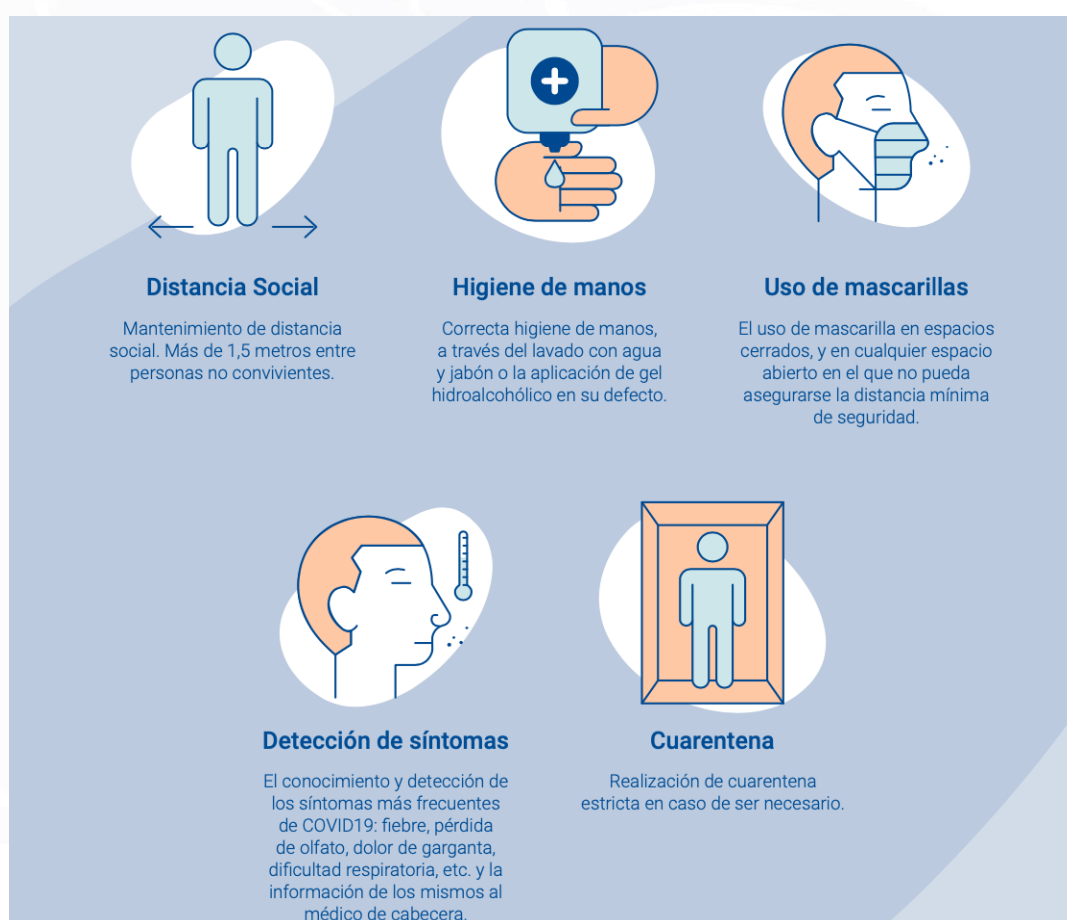 Distancia Social
Mantenimiento de distancia
social. Más de 1,5 metros entre
personas no convivientes.
Higiene de manos
Correcta higiene de manos,
a través del lavado con agua
y jabón o la aplicación de gel
hidroalcohólico en su defecto.
Uso de mascarillas
El uso de mascarilla en espacios
cerrados, y en cualquier espacio
abierto en el que no pueda
asegurarse la distancia mínima
de seguridad.
Detección de síntomas
El conocimiento y detección de
los síntomas más frecuentes
de COVID19: fiebre, pérdida
de olfato, dolor de garganta,
dificultad respiratoria, etc. y la
información de los mismos al
médico de cabecera.
Cuarentena
Realización de cuarentena
estricta en caso de ser necesario.